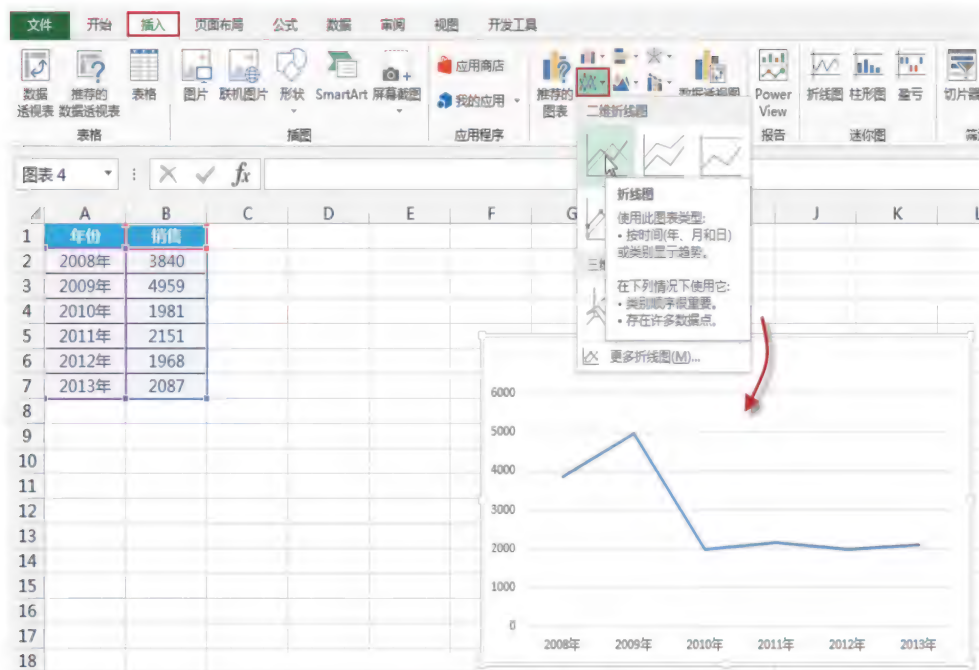 文件 开始 插入 页面布局 公式 数据 审阅 视图 开发工具
数据
透视表
推荐的
数据透视表
表格
图片 联机图片 形状 SmartArt 屏幕截图
应用商店
我的应用
推荐的
图表
数据透视图
Power
View
折线图 柱形图 盈亏
切片器
表格 插图 应用程序 报告 迷你图
二维折线图
图表 4 fx
折线图
使用此图表类型:
• 按时间(年、月和日)
或类别显示趋势。
在下列情况下使用它:
• 类别顺序很重要。
• 存在许多数据点。
更多折线图(M)...
A B C D E F G J K L
1 年份 销售
2 2008年 3840
3 2009年 4959
4 2010年 1981
5 2011年 2151
6 2012年 1968
7 2013年 2087
8
9
10
11
12
13
14
15
16
17
18
6000
5000
4000
3000
2000
1000
0
2008年 2009年 2010年 2011年 2012年 2013年